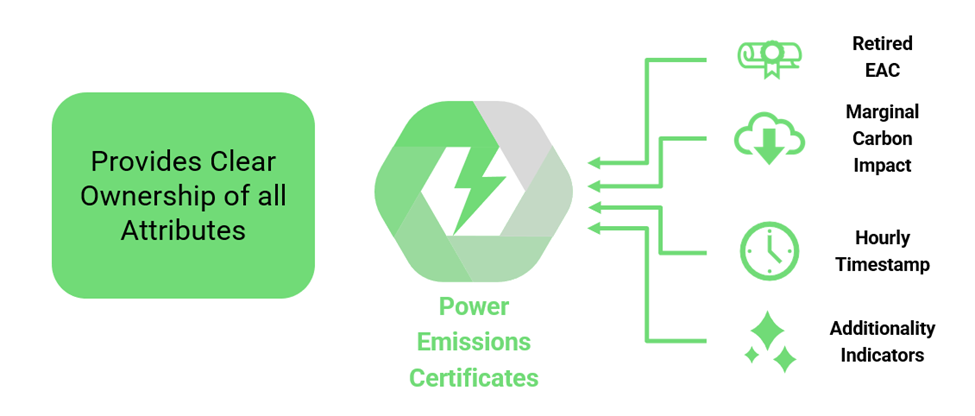 Provides Clear
Ownership of all
Attributes
Power
Emissions
Certificates
Retired
EAC
Marginal
Carbon
Impact
Hourly
Timestamp
Additionality
Indicators